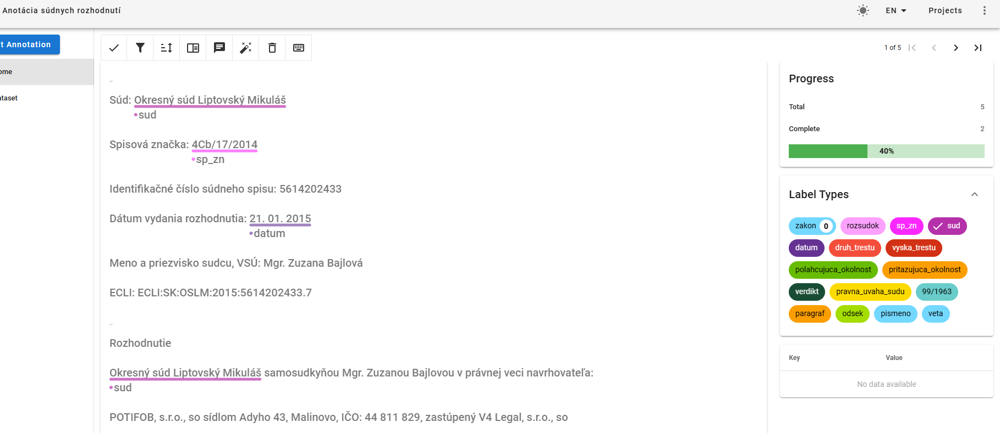 Anotácia súdnych rozhodnutí
EN
Projects
t Annotation
ome
ataset
1 of 5
Súd: Okresný súd Liptovský Mikuláš
•sud
Spisová značka: 4Cb/17/2014
•sp_zn
Identifikačné číslo súdneho spisu: 5614202433
Dátum vydania rozhodnutia: 21. 01. 2015
•datum
Meno a priezvisko sudcu, VSÚ: Mgr. Zuzana Bajlová
ECLI: ECLI:SK:OSLM:2015:5614202433.7
Rozhodnutie
Okresný súd Liptovský Mikuláš samosudkyňou Mgr. Zuzanou Bajlovou v právnej veci navrhovateľa:
•sud
POTIFOB, s.r.o., so sídlom Adyho 43, Malinovo, IČO: 44 811 829, zastúpený V4 Legal, s.r.o., so
Progress
Total 5
Complete 2
40%
Label Types
zakon 0 rozsudok sp_zn sud
datum druh_trestu vyska_trestu
polahcujuca_okolnost pritazujuca_okolnost
verdikt pravna_uvaha_sudu 99/1963
paragraf odsek pismeno veta
Key Value
No data available